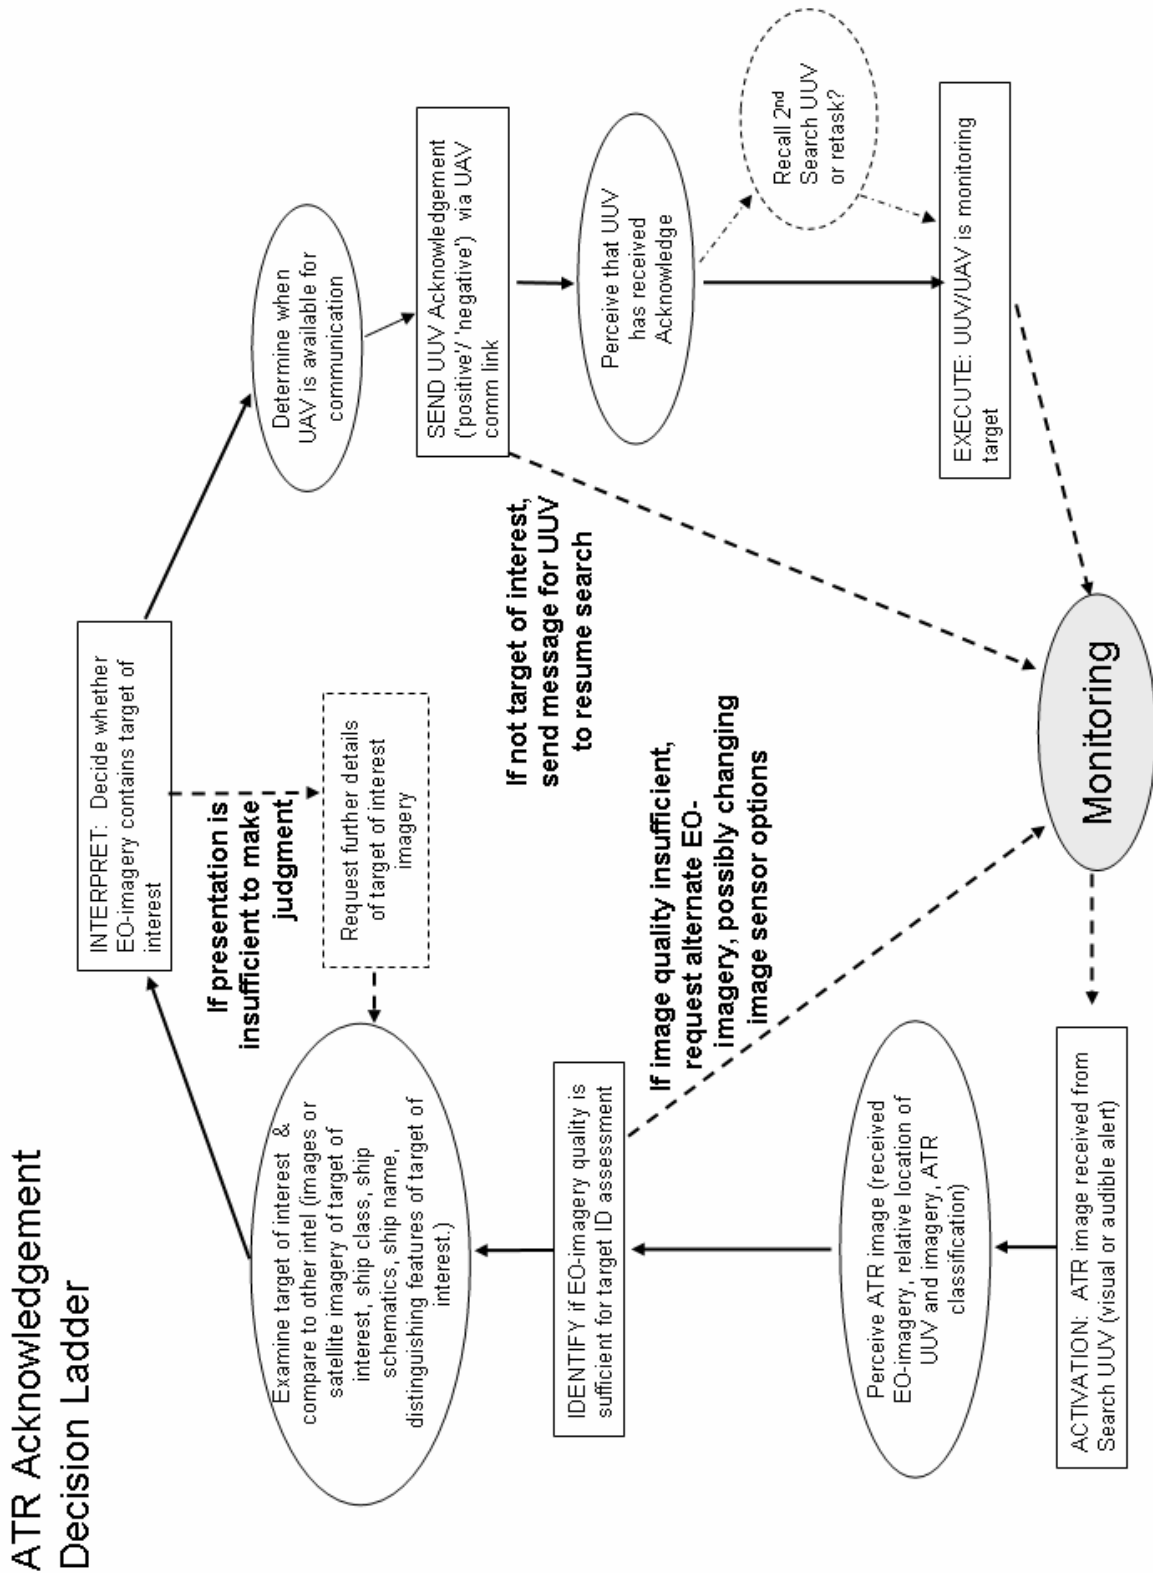 ATR Acknowledgement
Decision Ladder
INTERPRET: Decide whether
EO-imagery contains target of
interest
If presentation is
insufficient to make
judgment,
Request further details
of target of interest
imagery
Examine target of interest &
compare to other intel (images or
satellite imagery of target of
interest, ship class, ship
schematics, ship name,
distinguishing features of target of
interest.)
IDENTIFY if EO-imagery quality is
sufficient for target ID assessment
If image quality insufficient,
request alternate EO-
imagery, possibly changing
image sensor options
Perceive ATR image (received
EO-imagery, relative location of
UUV and imagery, ATR
classification)
ACTIVATION: ATR image received from
Search UUV (visual or audible alert)
Determine when
UAV is available for
communication
SEND UUV Acknowledgement
('positive'/ 'negative') via UAV
comm link
If not target of interest,
send message for UUV
to resume search
Perceive that UUV
has received
Acknowledge
Recall 2nd
Search UUV
or retask?
EXECUTE: UUV/UAV is monitoring
target
Monitoring